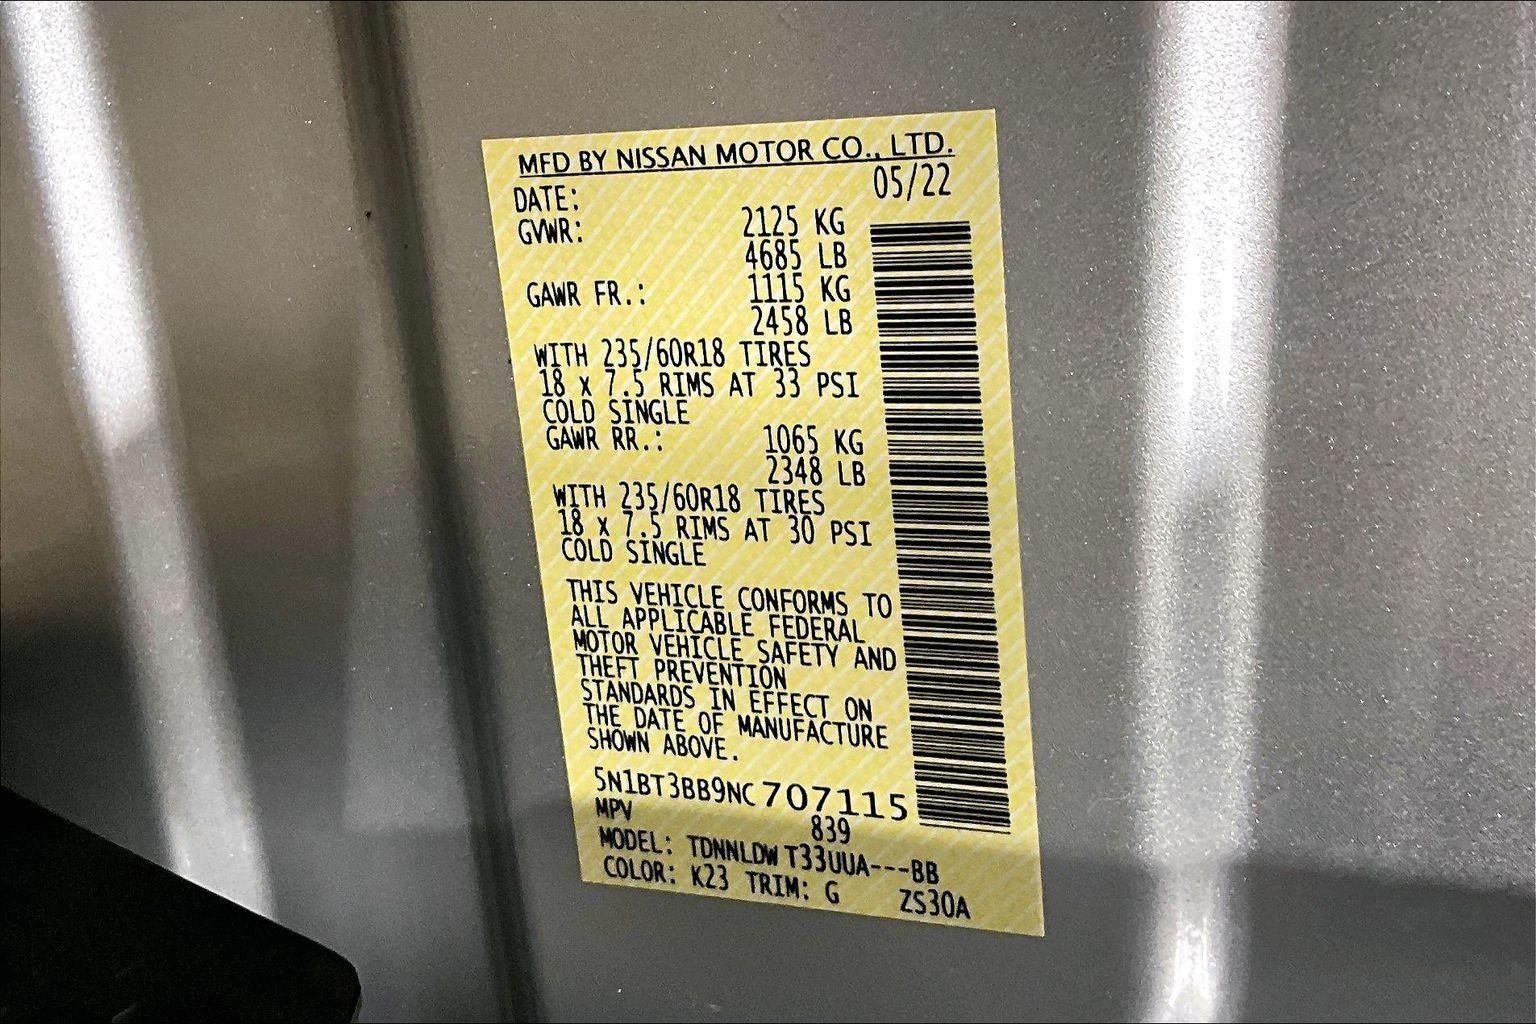 MFD BY NISSAN MOTOR CO., LTD.
DATE: 05/22
GVWR: 2125 KG
4685 LB
GAWR FR.: 1115 KG
2458 LB
WITH 235/60R18 TIRES
18 x 7.5 RIMS AT 33 PSI
COLD SINGLE
GAWR RR.: 1065 KG
2348 LB
WITH 235/60R18 TIRES
18 x 7.5 RIMS AT 30 PSI
COLD SINGLE
THIS VEHICLE CONFORMS TO
ALL APPLICABLE FEDERAL
MOTOR VEHICLE SAFETY AND
THEFT PREVENTION
STANDARDS IN EFFECT ON
THE DATE OF MANUFACTURE
SHOWN ABOVE.
5N1BT3BB9NC707115
MPV 839
MODEL: TDNNLDWT33UUA---BB
COLOR: K23 TRIM: G ZS30A